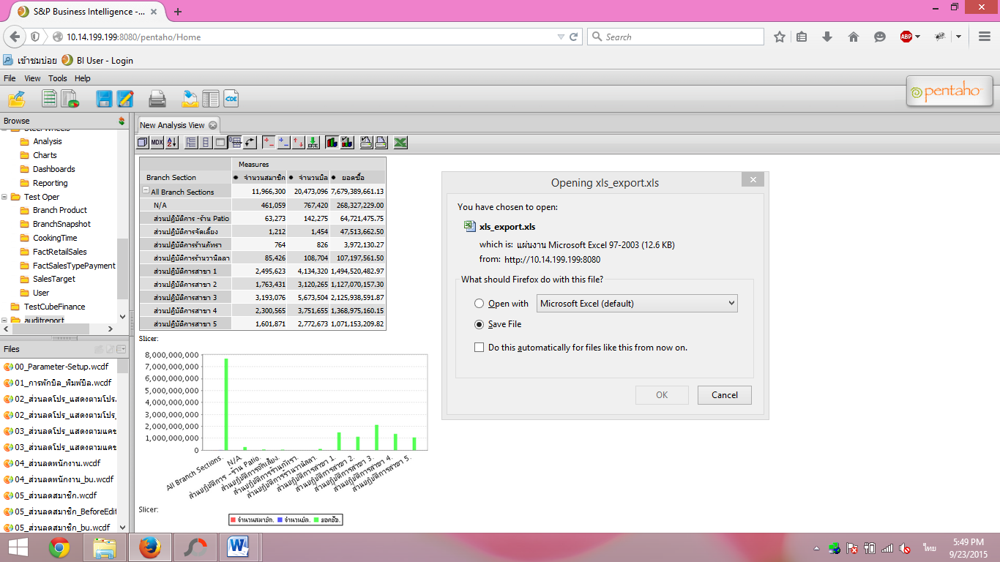 S&P Business Intelligence -...
10.14.199.199:8080/pentaho/Home
Search
ABP
เข้าชมบ่อย BI User - Login
File View Tools Help
CDE
pentaho
Browse
SteelWheels
Analysis
Charts
Dashboards
Reporting
Test Oper
Branch Product
BranchSnapshot
CookingTime
FactRetailSales
FactSalesTypePayment
SalesTarget
User
TestCubeFinance
auditreport
Files
00_Parameter-Setup.wcdf
01_การพักบิล_พิมพ์บิล.wcdf
02_ส่วนลดโปร_แสดงตามโปร.
02_ส่วนลดโปร_แสดงตามโปร_
03_ส่วนลดโปร_แสดงตามแคช
03_ส่วนลดโปร_แสดงตามแคช
04_ส่วนลดพนักงาน.wcdf
04_ส่วนลดพนักงาน_bu.wcdf
05_ส่วนลดสมาชิก.wcdf
05_ส่วนลดสมาชิก_BeforeEdit
05_ส่วนลดสมาชิก_bu.wcdf
New Analysis View
MDX
Measures
Branch Section จำนวนสมาชิก จำนวนบิล ยอดซื้อ
All Branch Sections 11,966,300 20,473,096 7,679,389,661.13
N/A 461,059 767,420 268,327,229.00
ส่วนปฏิบัติการ -ร้าน Patio 63,273 142,275 64,721,475.75
ส่วนปฏิบัติการจัดเลี้ยง 1,212 1,454 47,513,662.50
ส่วนปฏิบัติการร้านภัทรา 764 826 3,972,130.27
ส่วนปฏิบัติการร้านวานิลลา 85,426 108,704 107,197,561.50
ส่วนปฏิบัติการสาขา 1 2,495,623 4,134,320 1,494,520,482.97
ส่วนปฏิบัติการสาขา 2 1,763,431 3,120,265 1,127,070,157.30
ส่วนปฏิบัติการสาขา 3 3,193,076 5,673,504 2,125,938,591.87
ส่วนปฏิบัติการสาขา 4 2,300,565 3,751,655 1,368,975,160.15
ส่วนปฏิบัติการสาขา 5 1,601,871 2,772,673 1,071,153,209.82
Slicer:
8,000,000,000
7,000,000,000
6,000,000,000
5,000,000,000
4,000,000,000
3,000,000,000
2,000,000,000
1,000,000,000
0
All Branch Sections.
N/A.
ส่วนปฏิบัติการ -ร้าน Patio.
ส่วนปฏิบัติการจัดเลี้ยง.
ส่วนปฏิบัติการร้านภัทรา.
ส่วนปฏิบัติการร้านวานิลลา.
ส่วนปฏิบัติการสาขา 1.
ส่วนปฏิบัติการสาขา 2.
ส่วนปฏิบัติการสาขา 3.
ส่วนปฏิบัติการสาขา 4.
ส่วนปฏิบัติการสาขา 5.
Slicer:
จำนวนสมาชิก. จำนวนบิล. ยอดซื้อ.
Opening xls_export.xls
You have chosen to open:
xls_export.xls
which is: แผ่นงาน Microsoft Excel 97-2003 (12.6 KB)
from: http://10.14.199.199:8080
What should Firefox do with this file?
Open with Microsoft Excel (default)
Save File
Do this automatically for files like this from now on.
OK Cancel
ไทย
5:49 PM
9/23/2015